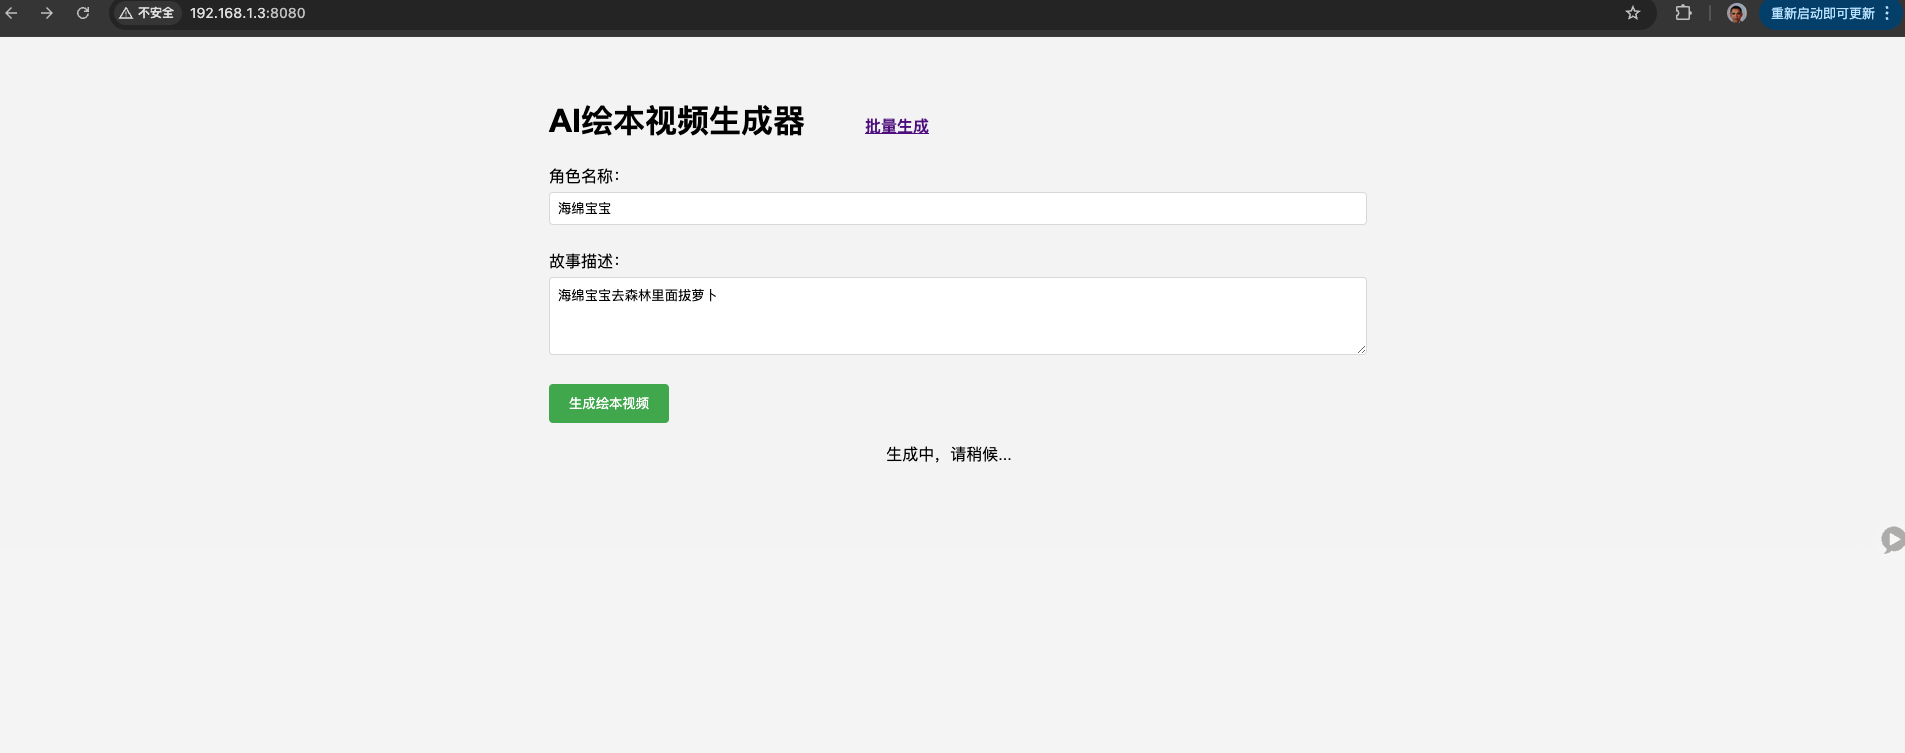 不安全 192.168.1.3:8080 重新启动即可更新
AI绘本视频生成器 批量生成
角色名称：
海绵宝宝
故事描述：
海绵宝宝去森林里面拔萝卜
生成绘本视频
生成中，请稍候...